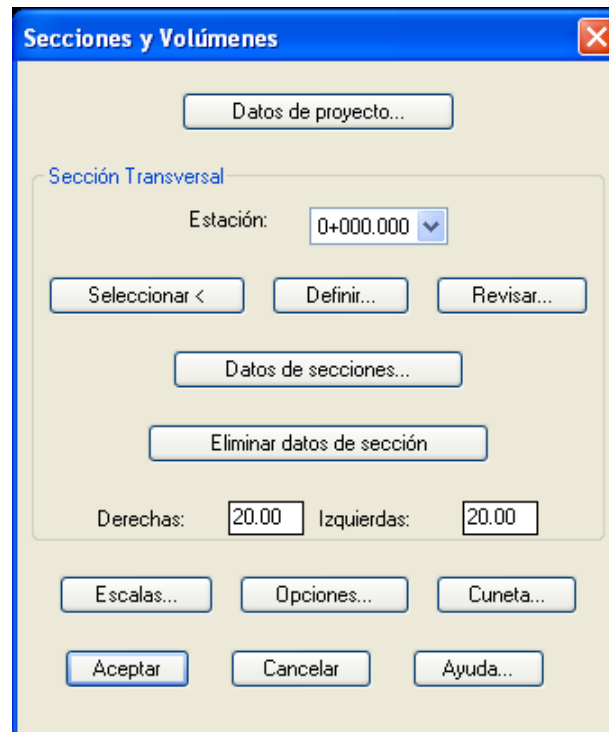 Secciones y Volúmenes
Datos de proyecto...
Sección Transversal
Estación: 0+000.000
Seleccionar < Definir... Revisar...
Datos de secciones...
Eliminar datos de sección
Derechas: 20.00 Izquierdas: 20.00
Escalas... Opciones... Cuneta...
Aceptar Cancelar Ayuda...